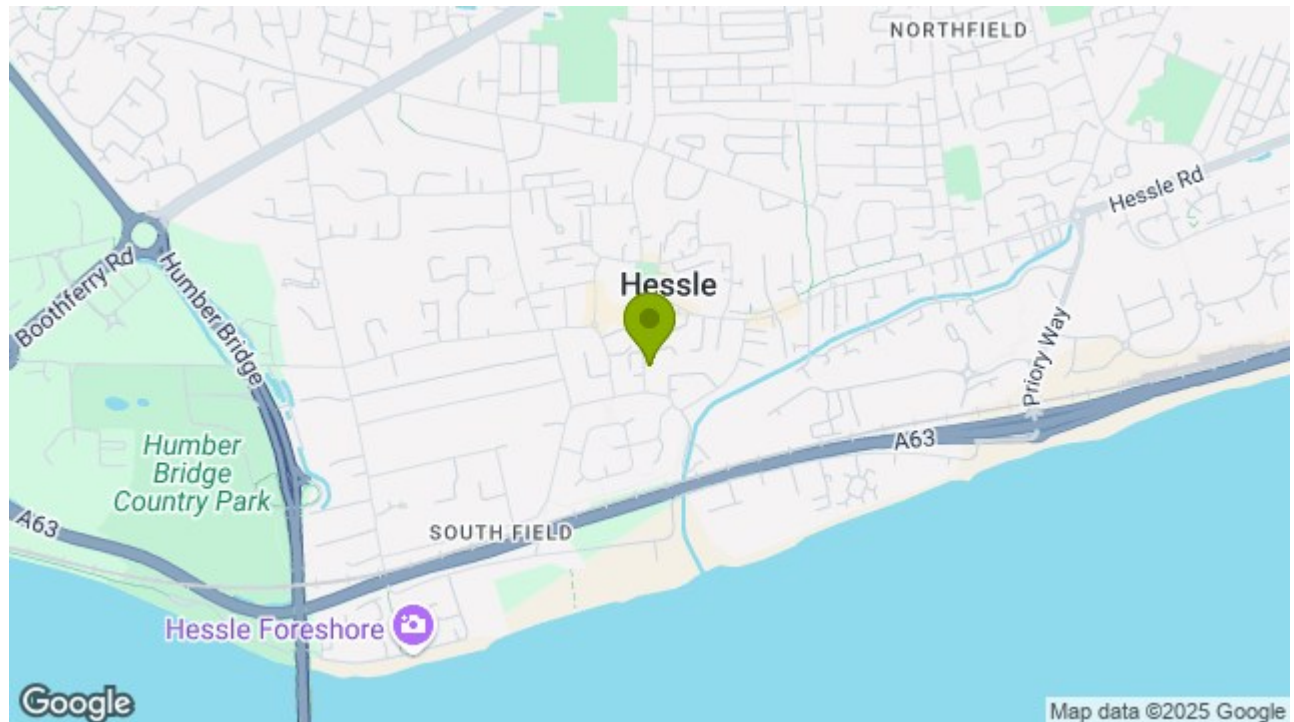 NORTHFIELD
Hessle Rd
Boothferry Rd
Humber Bridge
Hessle
Priory Way
A63
Humber
Bridge
Country Park
A63
SOUTH FIELD
Hessle Foreshore
Google
Map data ©2025 Google